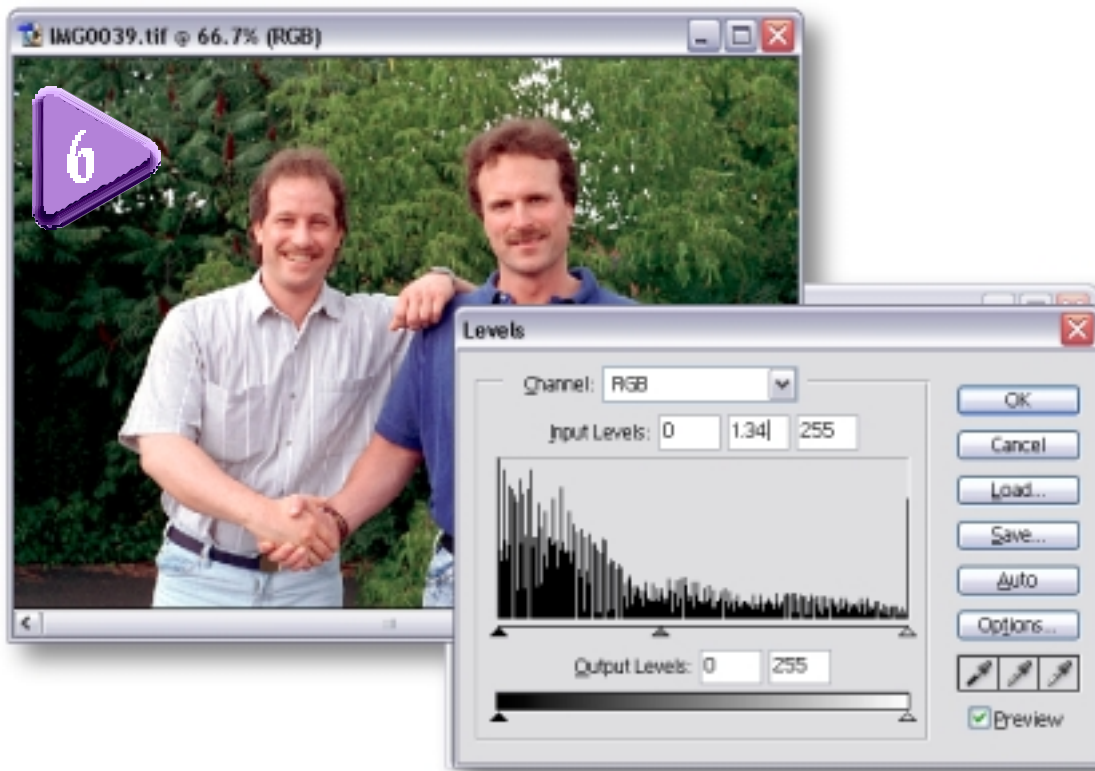 IMG0039.tif @ 66.7% (RGB)
6
Levels
Channel: RGB
Input Levels: 0 1.34 255
OK
Cancel
Load...
Save...
Auto
Options...
Output Levels: 0 255
Preview